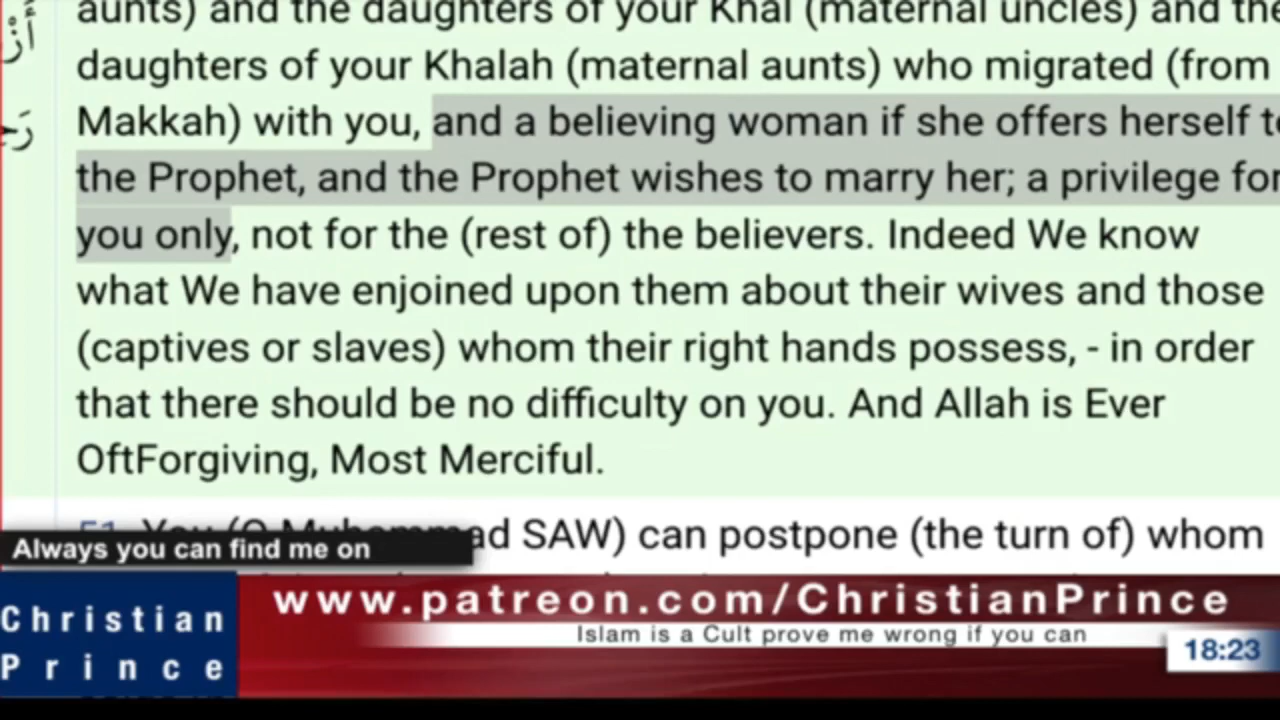 aunts) and the daughters of your Khal (maternal uncles) and the
daughters of your Khalah (maternal aunts) who migrated (from
Makkah) with you, and a believing woman if she offers herself to
the Prophet, and the Prophet wishes to marry her; a privilege for
you only, not for the (rest of) the believers. Indeed We know
what We have enjoined upon them about their wives and those
(captives or slaves) whom their right hands possess, - in order
that there should be no difficulty on you. And Allah is Ever
OftForgiving, Most Merciful.
51. You (O Muhammad SAW) can postpone (the turn of) whom
Always you can find me on
Christian
Prince
www.patreon.com/ChristianPrince
Islam is a Cult prove me wrong if you can
18:23